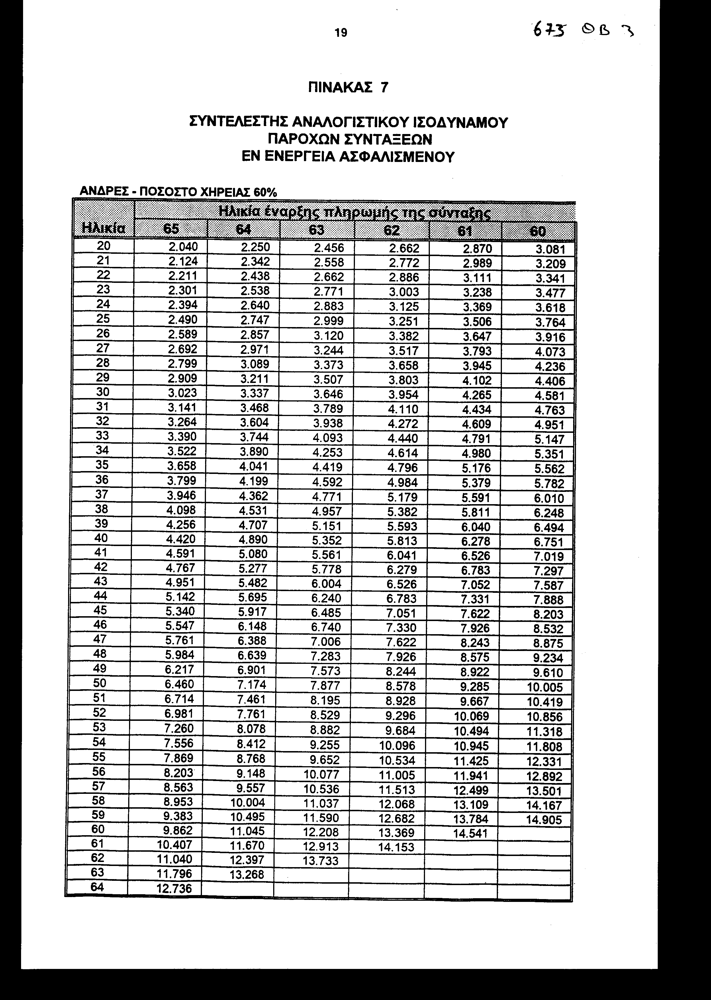 19
673 ΘΒ 3
ΠΙΝΑΚΑΣ 7
ΣΥΝΤΕΛΕΣΤΗΣ ΑΝΑΛΟΓΙΣΤΙΚΟΥ ΙΣΟΔΥΝΑΜΟΥ
ΠΑΡΟΧΩΝ ΣΥΝΤΑΞΕΩΝ
ΕΝ ΕΝΕΡΓΕΙΑ ΑΣΦΑΛΙΣΜΕΝΟΥ
ΑΝΔΡΕΣ - ΠΟΣΟΣΤΟ ΧΗΡΕΙΑΣ 60%
Ηλικία έναρξης πληρωμής της σύνταξης
Ηλικία 65 64 63 62 61 60
20 2.040 2.250 2.456 2.662 2.870 3.081
21 2.124 2.342 2.558 2.772 2.989 3.209
22 2.211 2.438 2.662 2.886 3.111 3.341
23 2.301 2.538 2.771 3.003 3.238 3.477
24 2.394 2.640 2.883 3.125 3.369 3.618
25 2.490 2.747 2.999 3.251 3.506 3.764
26 2.589 2.857 3.120 3.382 3.647 3.916
27 2.692 2.971 3.244 3.517 3.793 4.073
28 2.799 3.089 3.373 3.658 3.945 4.236
29 2.909 3.211 3.507 3.803 4.102 4.406
30 3.023 3.337 3.646 3.954 4.265 4.581
31 3.141 3.468 3.789 4.110 4.434 4.763
32 3.264 3.604 3.938 4.272 4.609 4.951
33 3.390 3.744 4.093 4.440 4.791 5.147
34 3.522 3.890 4.253 4.614 4.980 5.351
35 3.658 4.041 4.419 4.796 5.176 5.562
36 3.799 4.199 4.592 4.984 5.379 5.782
37 3.946 4.362 4.771 5.179 5.591 6.010
38 4.098 4.531 4.957 5.382 5.811 6.248
39 4.256 4.707 5.151 5.593 6.040 6.494
40 4.420 4.890 5.352 5.813 6.278 6.751
41 4.591 5.080 5.561 6.041 6.526 7.019
42 4.767 5.277 5.778 6.279 6.783 7.297
43 4.951 5.482 6.004 6.526 7.052 7.587
44 5.142 5.695 6.240 6.783 7.331 7.888
45 5.340 5.917 6.485 7.051 7.622 8.203
46 5.547 6.148 6.740 7.330 7.926 8.532
47 5.761 6.388 7.006 7.622 8.243 8.875
48 5.984 6.639 7.283 7.926 8.575 9.234
49 6.217 6.901 7.573 8.244 8.922 9.610
50 6.460 7.174 7.877 8.578 9.285 10.005
51 6.714 7.461 8.195 8.928 9.667 10.419
52 6.981 7.761 8.529 9.296 10.069 10.856
53 7.260 8.078 8.882 9.684 10.494 11.318
54 7.556 8.412 9.255 10.096 10.945 11.808
55 7.869 8.768 9.652 10.534 11.425 12.331
56 8.203 9.148 10.077 11.005 11.941 12.892
57 8.563 9.557 10.536 11.513 12.499 13.501
58 8.953 10.004 11.037 12.068 13.109 14.167
59 9.383 10.495 11.590 12.682 13.784 14.905
60 9.862 11.045 12.208 13.369 14.541
61 10.407 11.670 12.913 14.153
62 11.040 12.397 13.733
63 11.796 13.268
64 12.736